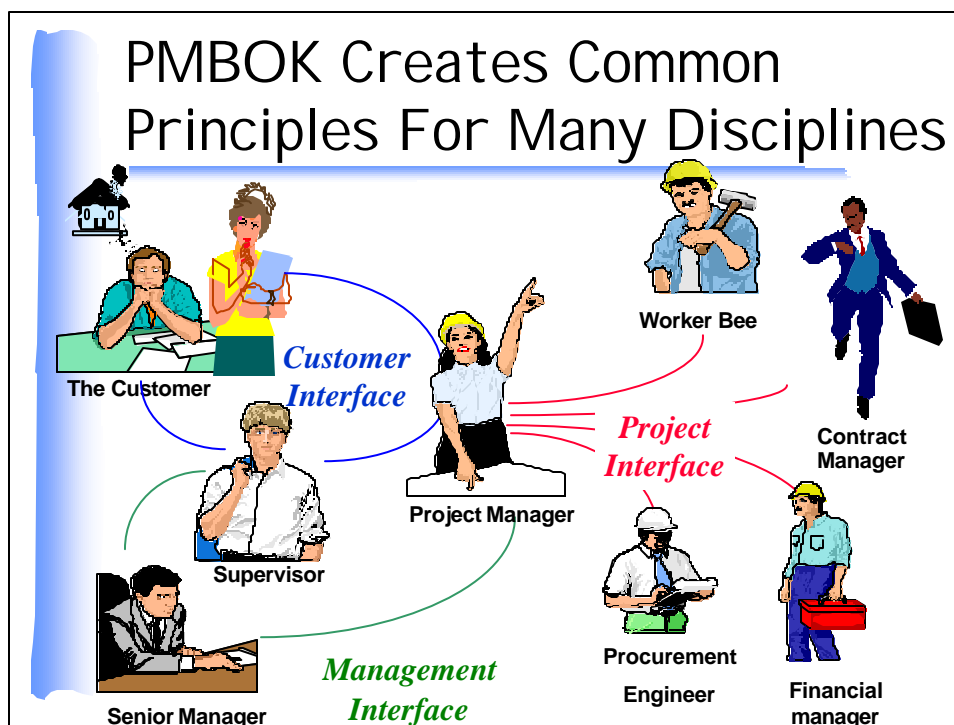 PMBOK Creates Common
Principles For Many Disciplines
The Customer
Customer
Interface
Supervisor
Senior Manager
Management
Interface
Project Manager
Worker Bee
Project
Interface
Contract
Manager
Procurement
Engineer
Financial
manager